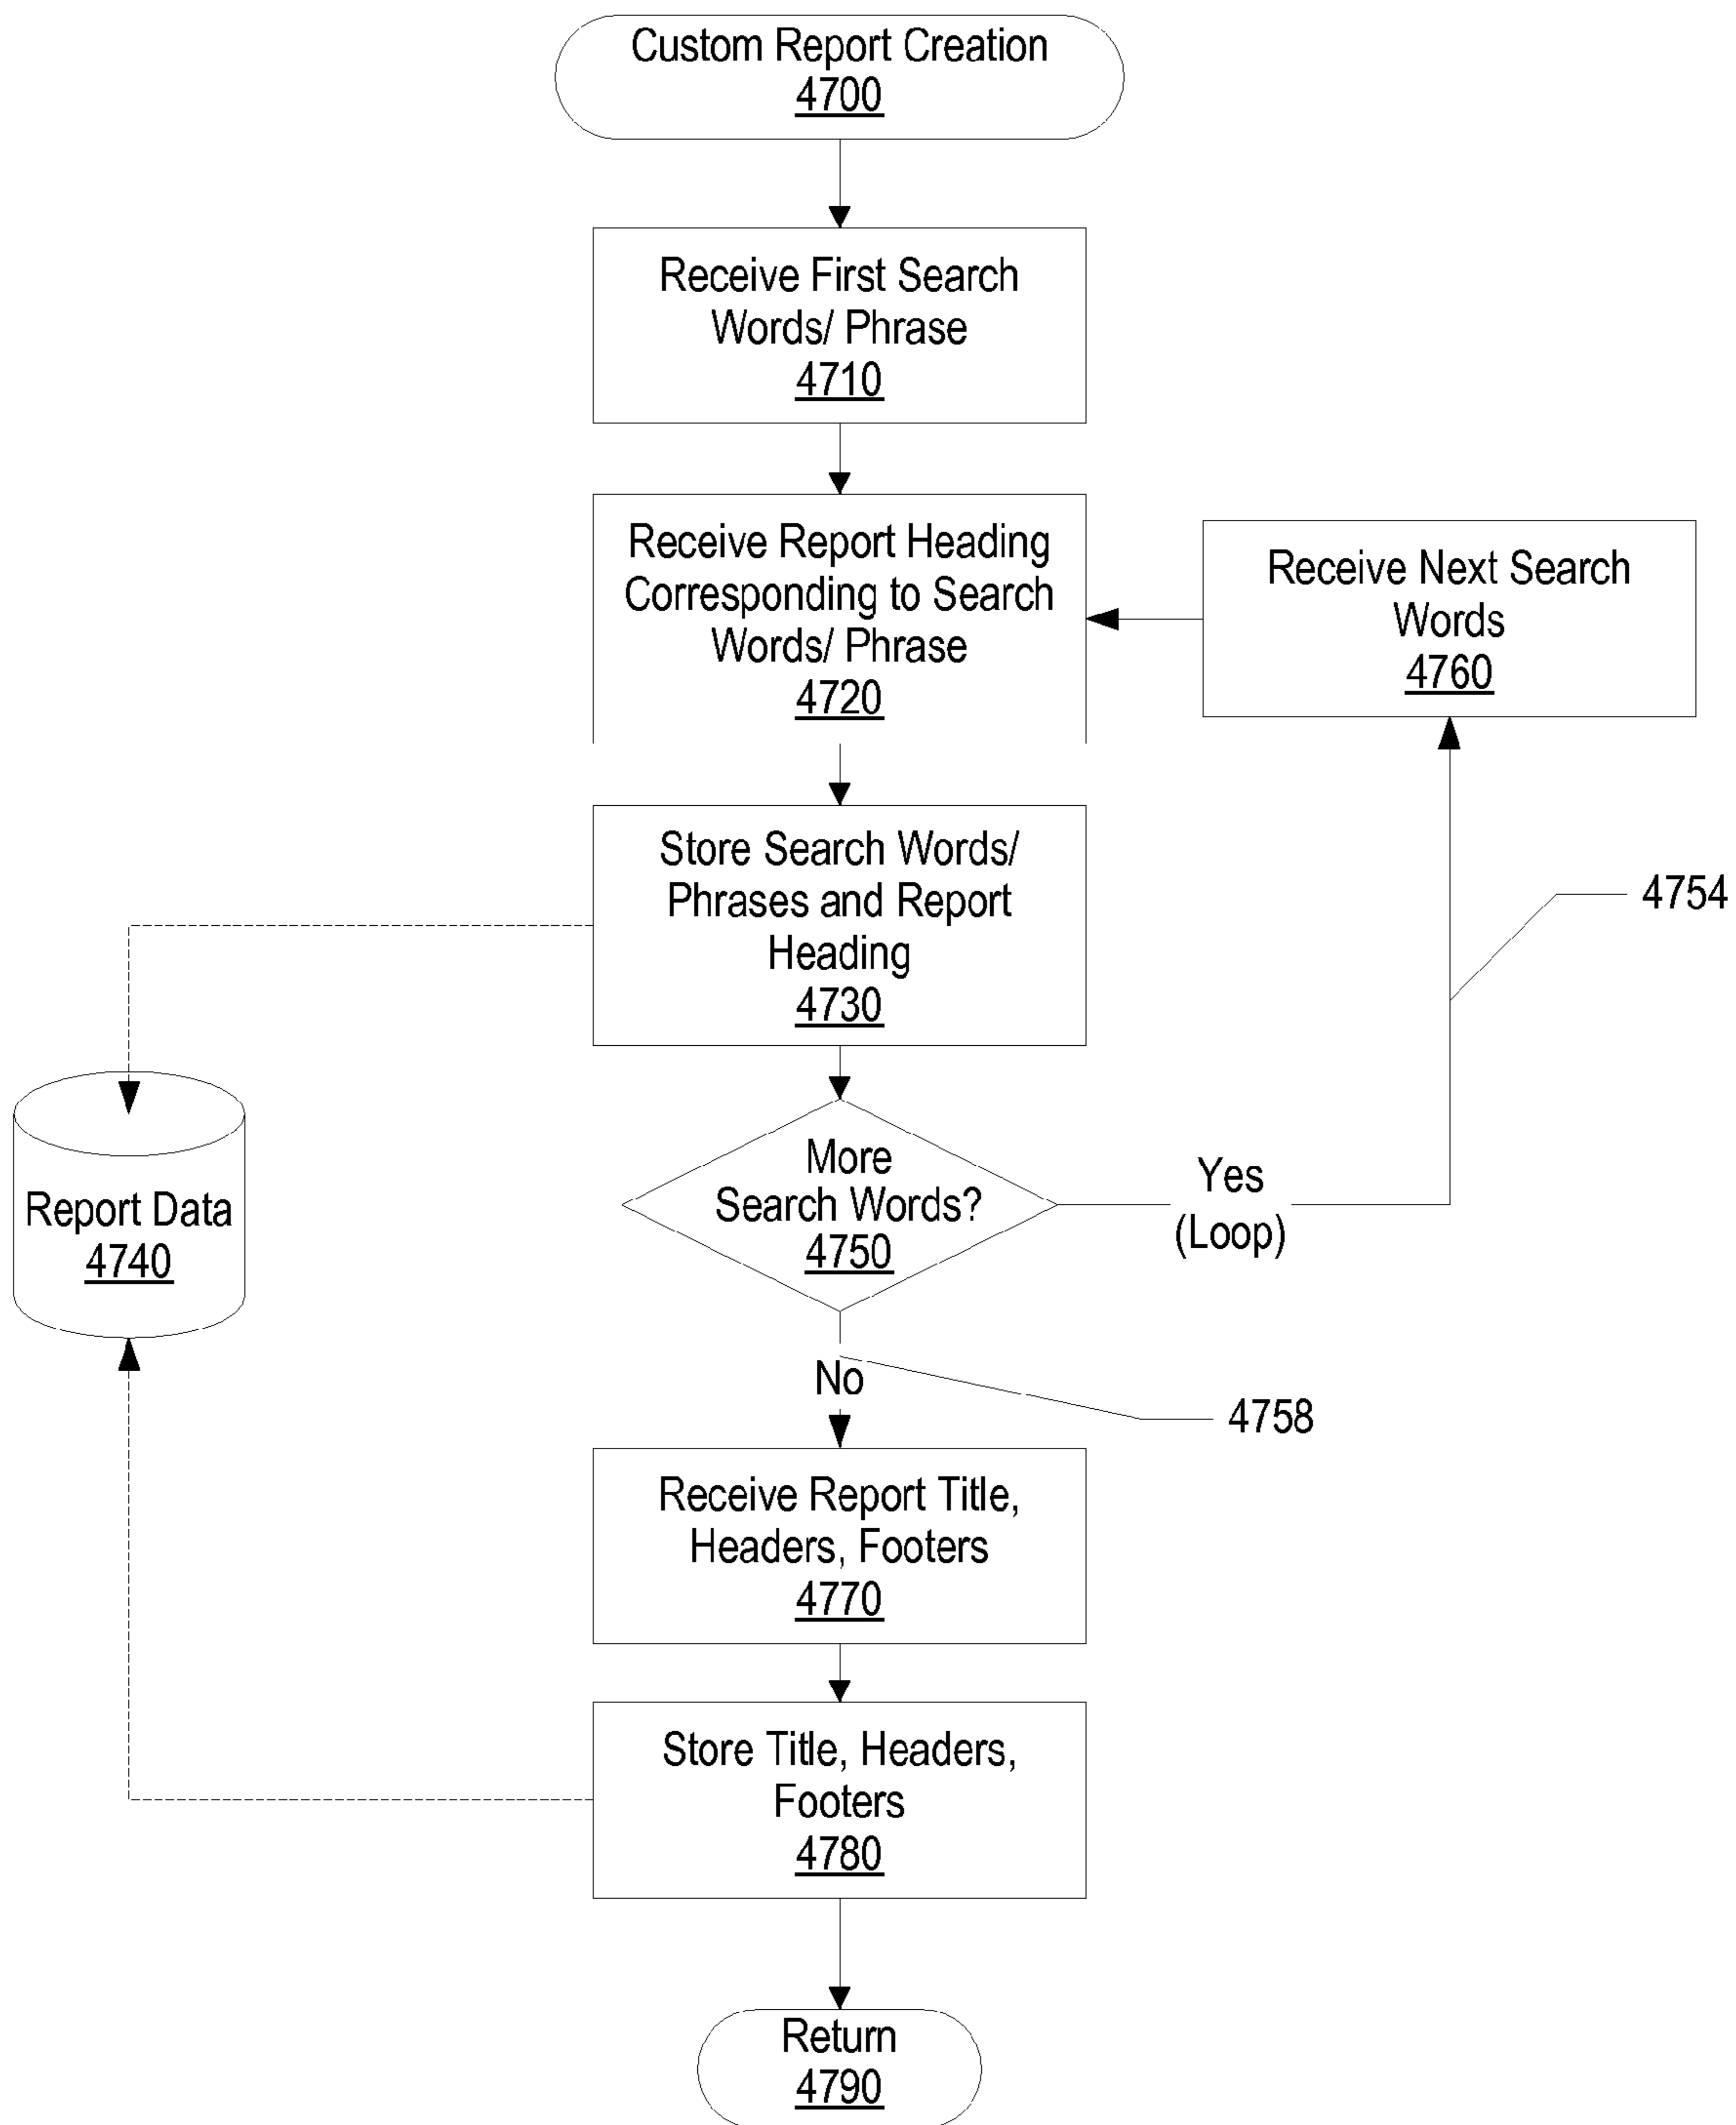 Custom Report Creation
4700
Receive First Search
Words/ Phrase
4710
Receive Report Heading
Corresponding to Search
Words/ Phrase
4720
Receive Next Search
Words
4760
Store Search Words/
Phrases and Report
Heading
4730
4754
Report Data
4740
More
Search Words?
4750
Yes
(Loop)
No
4758
Receive Report Title,
Headers, Footers
4770
Store Title, Headers,
Footers
4780
Return
4790